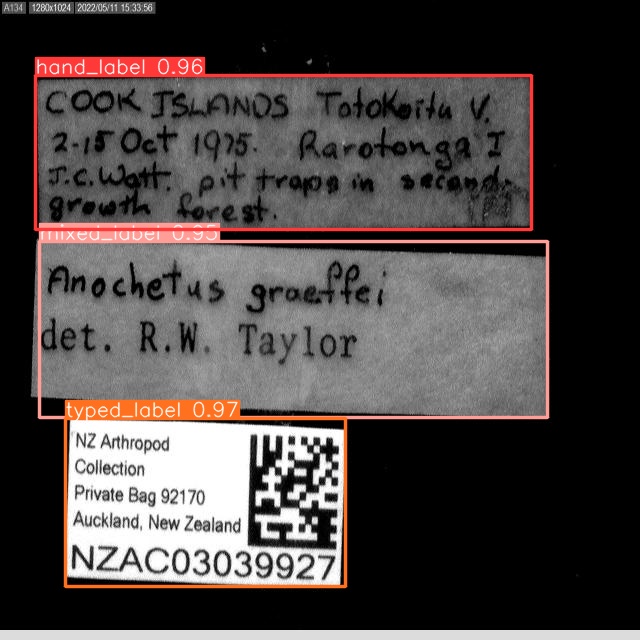 A134 1280x1024 2022/05/11 15:33:56
hand_label 0.96
COOK ISLANDS Totokoitu V.
2-15 Oct 1975. Rarotonga I
J.C. Watt. pit traps in second
growth forest.
mixed_label 0.95
Anochetus graeffei
det. R.W. Taylor
typed_label 0.97
NZ Arthropod
Collection
Private Bag 92170
Auckland, New Zealand
NZAC03039927